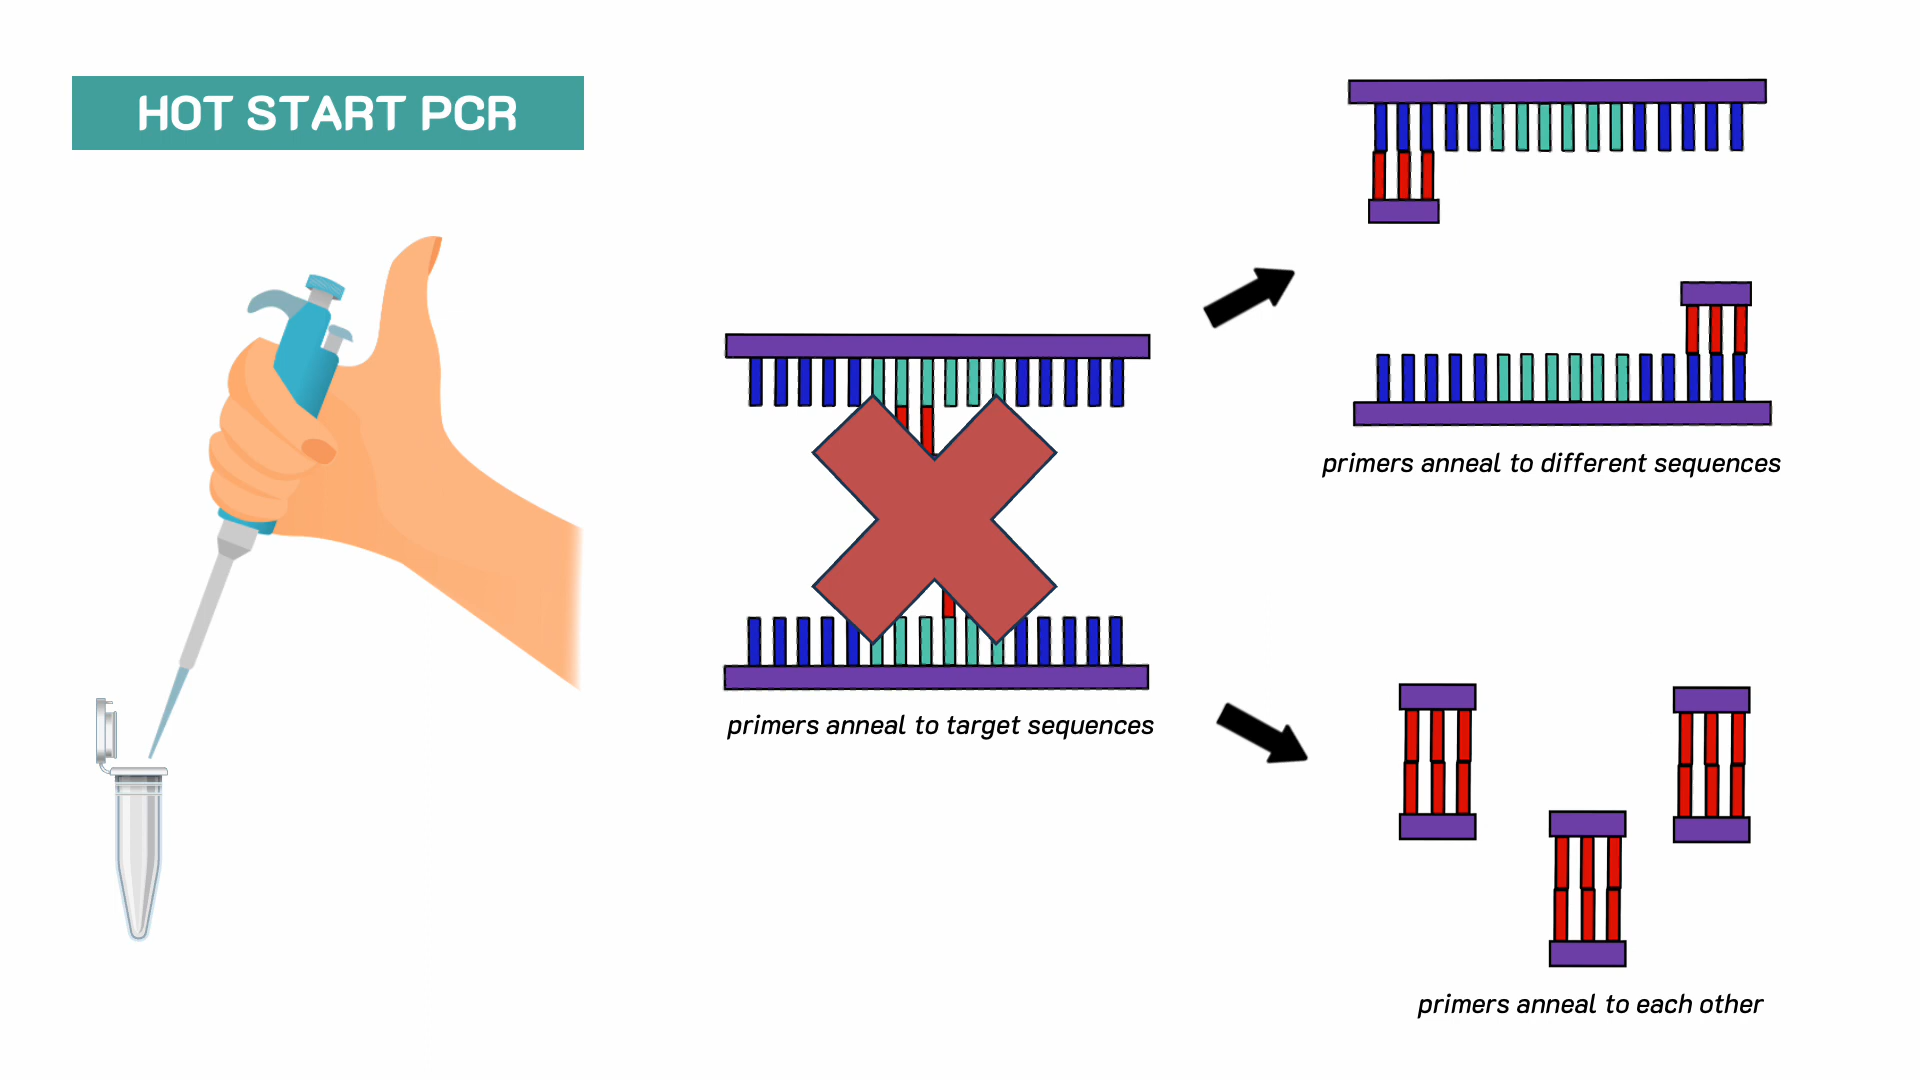 HOT START PCR
primers anneal to target sequences
primers anneal to different sequences
primers anneal to each other